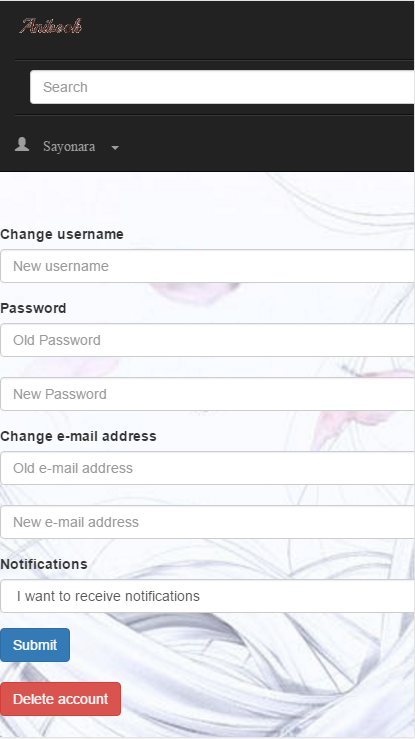 Search
Sayonara
Change username
New username
Password
Old Password
New Password
Change e-mail address
Old e-mail address
New e-mail address
Notifications
I want to receive notifications
Submit
Delete account